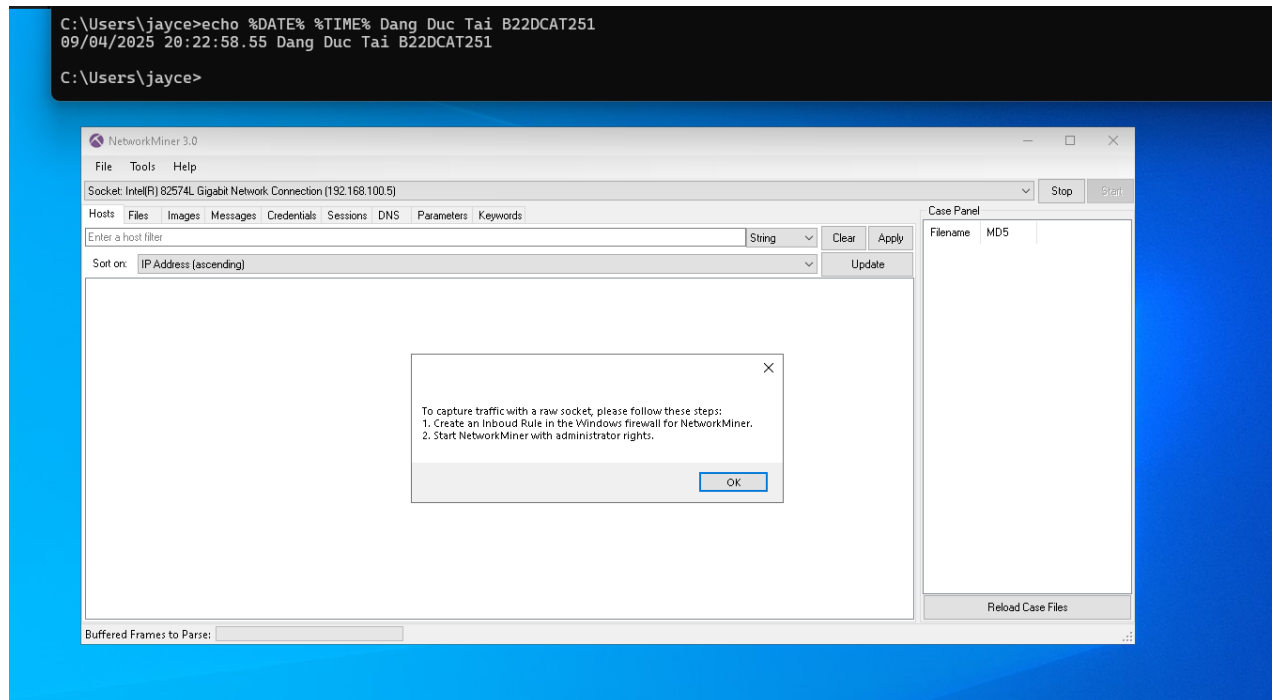 C:\Users\jayce>echo %DATE% %TIME% Dang Duc Tai B22DCAT251
09/04/2025 20:22:58.55 Dang Duc Tai B22DCAT251
C:\Users\jayce>
NetworkMiner 3.0
File Tools Help
Socket: Intel(R) 82574L Gigabit Network Connection (192.168.100.5) Stop Start
Hosts Files Images Messages Credentials Sessions DNS Parameters Keywords Case Panel
Enter a host filter String Clear Apply Filename MD5
Sort on: IP Address (ascending) Update
To capture traffic with a raw socket, please follow these steps:
1. Create an Inboud Rule in the Windows firewall for NetworkMiner.
2. Start NetworkMiner with administrator rights.
OK
Reload Case Files
Buffered Frames to Parse: